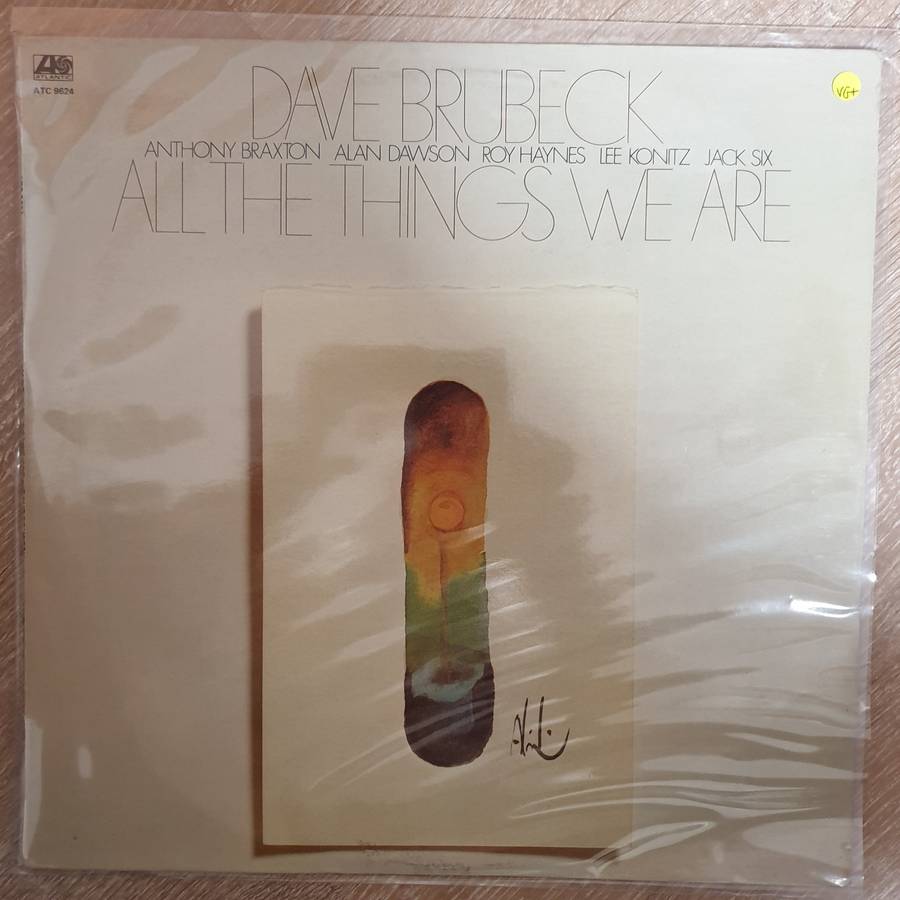 ATLANTIC
ATC 9624
VG+
DAVE BRUBECK
ANTHONY BRAXTON ALAN DAWSON ROY HAYNES LEE KONITZ JACK SIX
ALL THE THINGS WE ARE